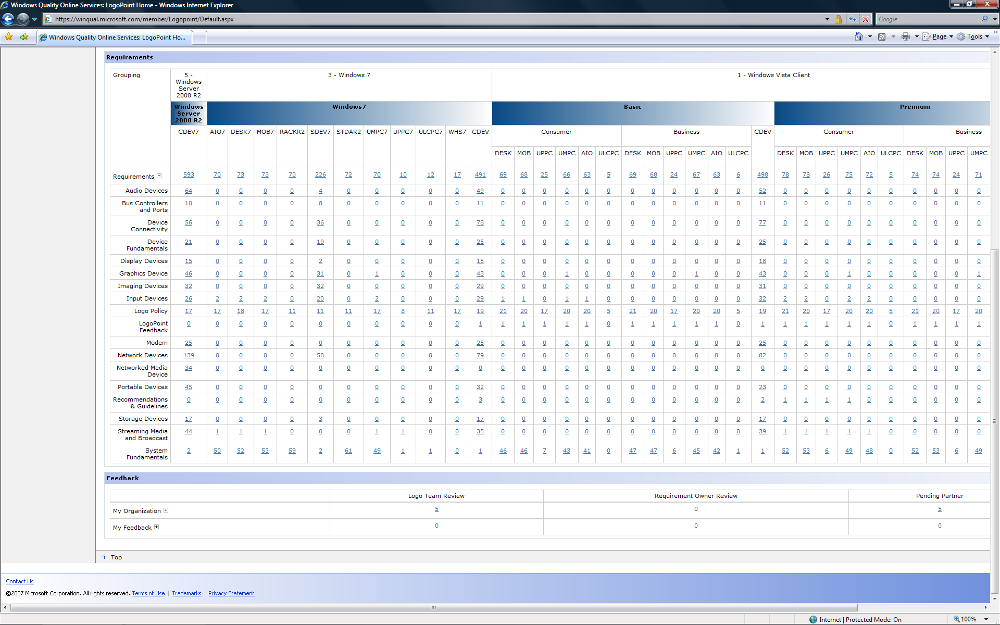 Windows Quality Online Services: LogoPoint Home - Windows Internet Explorer
https://winqual.microsoft.com/member/Logopoint/Default.aspx
Google
Windows Quality Online Services: LogoPoint Ho...
Page Tools
Requirements
Grouping
5 - Windows Server 2008 R2
3 - Windows 7
1 - Windows Vista Client
Windows Server 2008 R2
Windows7
Basic
Premium
CDEV7 AIO7 DESK7 MOB7 RACKR2 SDEV7 STDAR2 UMPC7 UPPC7 ULCPC7 WHS7 CDEV Consumer Business CDEV Consumer Business
DESK MOB UPPC UMPC AIO ULCPC DESK MOB UPPC UMPC AIO ULCPC DESK MOB UPPC UMPC AIO ULCPC DESK MOB UPPC UMPC
Requirements 593 70 73 73 70 226 72 70 10 12 17 491 69 68 25 66 63 5 69 68 24 67 63 6 498 78 78 26 75 72 5 74 74 24 71
Audio Devices 64 0 0 0 0 4 0 0 0 0 0 49 0 0 0 0 0 0 0 0 0 0 0 0 52 0 0 0 0 0 0 0 0 0 0
Bus Controllers and Ports 10 0 0 0 0 8 0 0 0 0 0 11 0 0 0 0 0 0 0 0 0 0 0 0 11 0 0 0 0 0 0 0 0 0 0
Device Connectivity 56 0 0 0 0 36 0 0 0 0 0 78 0 0 0 0 0 0 0 0 0 0 0 0 77 0 0 0 0 0 0 0 0 0 0
Device Fundamentals 21 0 0 0 0 19 0 0 0 0 0 25 0 0 0 0 0 0 0 0 0 0 0 0 25 0 0 0 0 0 0 0 0 0 0
Display Devices 15 0 0 0 0 2 0 0 0 0 0 15 0 0 0 0 0 0 0 0 0 0 0 0 18 0 0 0 0 0 0 0 0 0 0
Graphics Device 46 0 0 0 0 31 0 1 0 0 0 43 0 0 0 1 0 0 0 0 0 1 0 0 43 0 0 0 1 0 0 0 0 0 1
Imaging Devices 32 0 0 0 0 32 0 0 0 0 0 29 0 0 0 0 0 0 0 0 0 0 0 0 31 0 0 0 0 0 0 0 0 0 0
Input Devices 26 2 2 2 0 20 0 2 0 0 0 29 1 1 0 1 1 0 0 0 0 0 0 0 32 2 2 0 2 2 0 0 0 0 0
Logo Policy 17 17 18 17 11 11 11 17 8 11 17 19 21 20 17 20 20 5 21 20 17 20 20 5 19 21 20 17 20 20 5 21 20 17 20
LogoPoint Feedback 0 0 0 0 0 0 0 0 0 0 0 1 1 1 1 1 1 0 1 1 1 1 1 0 1 1 1 1 1 1 0 1 1 1 1
Modem 25 0 0 0 0 0 0 0 0 0 0 25 0 0 0 0 0 0 0 0 0 0 0 0 25 0 0 0 0 0 0 0 0 0 0
Network Devices 139 0 0 0 0 58 0 0 0 0 0 79 0 0 0 0 0 0 0 0 0 0 0 0 82 0 0 0 0 0 0 0 0 0 0
Networked Media Device 34 0 0 0 0 0 0 0 0 0 0 0 0 0 0 0 0 0 0 0 0 0 0 0 0 0 0 0 0 0 0 0 0 0 0
Portable Devices 45 0 0 0 0 0 0 0 0 0 0 32 0 0 0 0 0 0 0 0 0 0 0 0 23 0 0 0 0 0 0 0 0 0 0
Recommendations & Guidelines 0 0 0 0 0 0 0 0 0 0 0 3 0 0 0 0 0 0 0 0 0 0 0 0 2 1 1 1 1 0 0 0 0 0 0
Storage Devices 17 0 0 0 0 3 0 0 0 0 0 17 0 0 0 0 0 0 0 0 0 0 0 0 17 0 0 0 0 0 0 0 0 0 0
Streaming Media and Broadcast 44 1 1 1 0 0 0 1 1 0 0 35 0 0 0 0 0 0 0 0 0 0 0 0 39 1 1 1 1 1 0 0 0 0 0
System Fundamentals 2 50 52 53 59 2 61 49 1 1 0 1 46 46 7 43 41 0 47 47 6 45 42 1 1 52 53 6 49 48 0 52 53 6 49
Feedback
Logo Team Review Requirement Owner Review Pending Partner
My Organization 5 0 5
My Feedback 0 0 0
Top
Contact Us
©2007 Microsoft Corporation. All rights reserved. Terms of Use | Trademarks | Privacy Statement
Internet | Protected Mode: On 100%